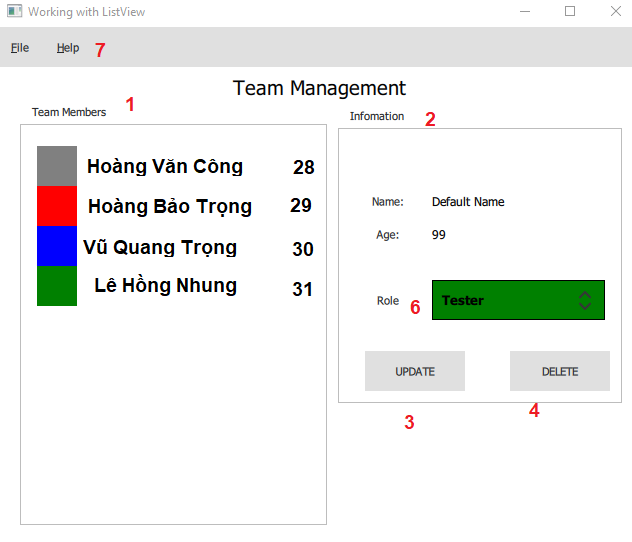 Working with ListView
File Help 7
Team Management
Team Members 1
Infomation 2
Hoàng Văn Công 28
Hoàng Bảo Trọng 29
Vũ Quang Trọng 30
Lê Hồng Nhung 31
Name: Default Name
Age: 99
Role 6 Tester
UPDATE DELETE
3 4